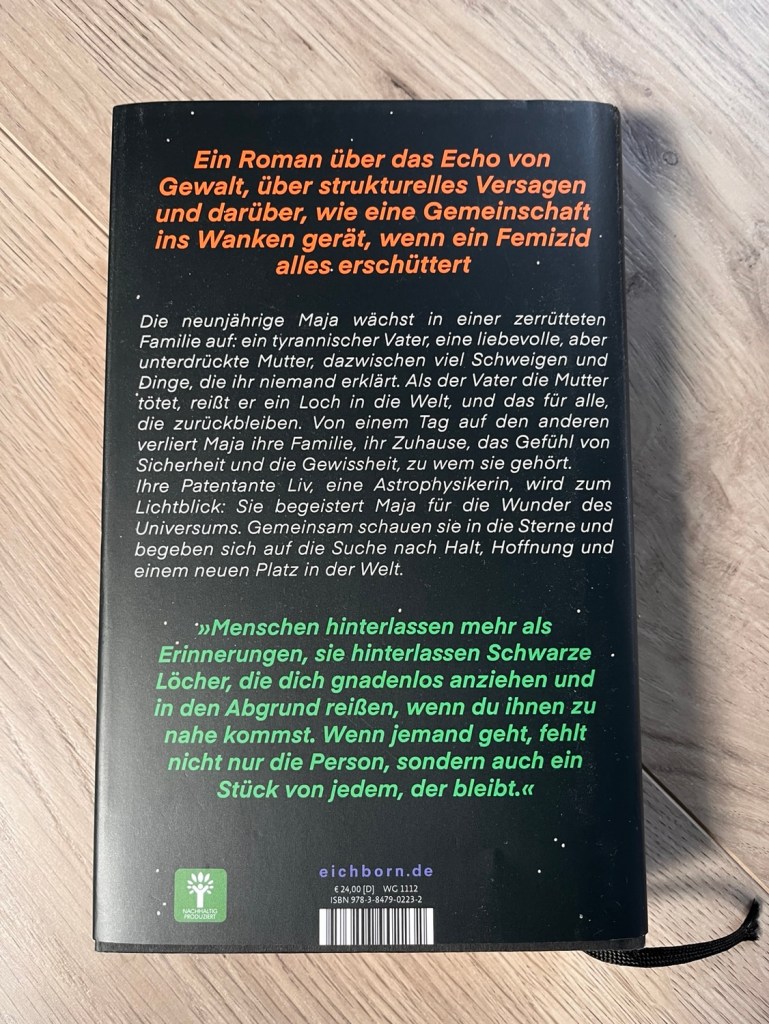 Ein Roman über das Echo von
Gewalt, über strukturelles Versagen
und darüber, wie eine Gemeinschaft
ins Wanken gerät, wenn ein Femizid
alles erschüttert
Die neunjährige Maja wächst in einer zerrütteten
Familie auf: ein tyrannischer Vater, eine liebevolle, aber
unterdrückte Mutter, dazwischen viel Schweigen und
Dinge, die ihr niemand erklärt. Als der Vater die Mutter
tötet, reißt er ein Loch in die Welt, und das für alle,
die zurückbleiben. Von einem Tag auf den anderen
verliert Maja ihre Familie, ihr Zuhause, das Gefühl von
Sicherheit und die Gewissheit, zu wem sie gehört.
Ihre Patentante Liv, eine Astrophysikerin, wird zum
Lichtblick: Sie begeistert Maja für die Wunder des
Universums. Gemeinsam schauen sie in die Sterne und
begeben sich auf die Suche nach Halt, Hoffnung und
einem neuen Platz in der Welt.
»Menschen hinterlassen mehr als
Erinnerungen, sie hinterlassen Schwarze
Löcher, die dich gnadenlos anziehen und
in den Abgrund reißen, wenn du ihnen zu
nahe kommst. Wenn jemand geht, fehlt
nicht nur die Person, sondern auch ein
Stück von jedem, der bleibt.«
eichborn.de
€ 24,00 [D] WG 1112
ISBN 978-3-8479-0223-2
NACHHALTIG
PRODUZIERT